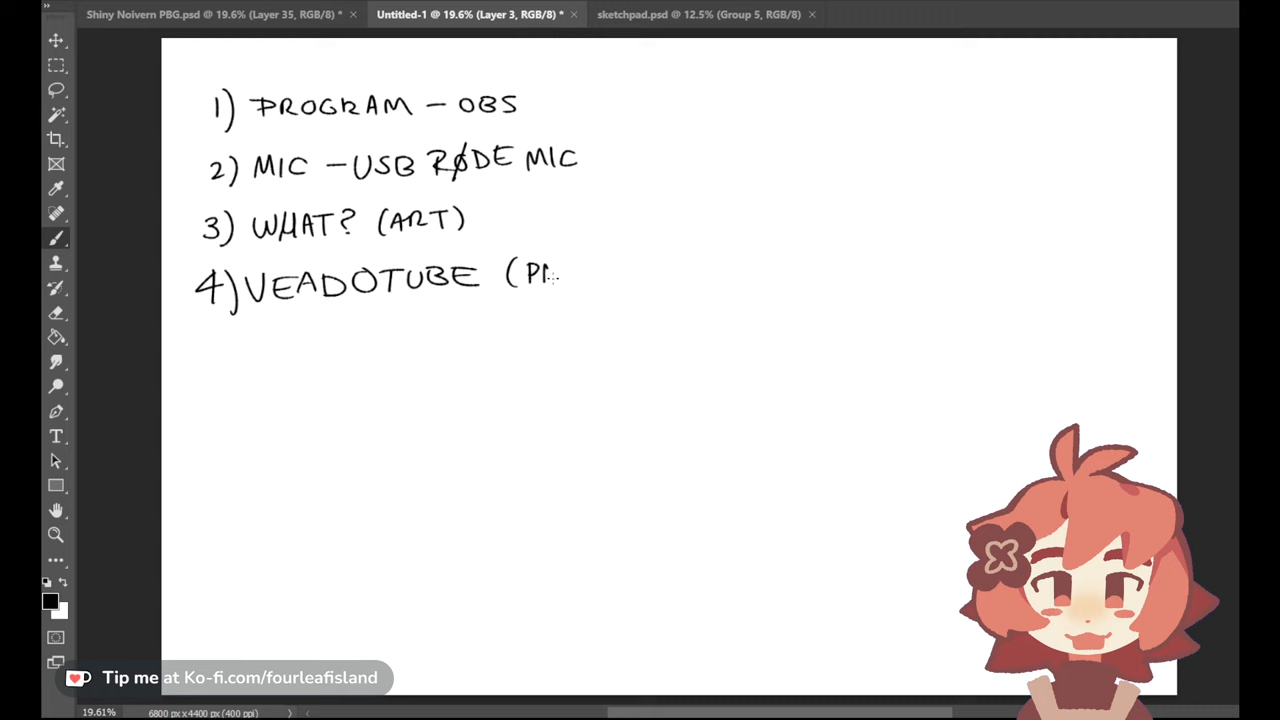 Shiny Noivern PBG.psd @ 19.6% (Layer 35, RGB/8) * × Untitled-1 @ 19.6% (Layer 3, RGB/8) * × sketchpad.psd @ 12.5% (Group 5, RGB/8) ×
1) PROGRAM - OBS
2) MIC - USB RØDE MIC
3) WHAT? (ART)
4) VEADOTUBE (PN
Tip me at Ko-fi.com/fourleafisland
19.61% 6800 px x 4400 px (400 ppi)